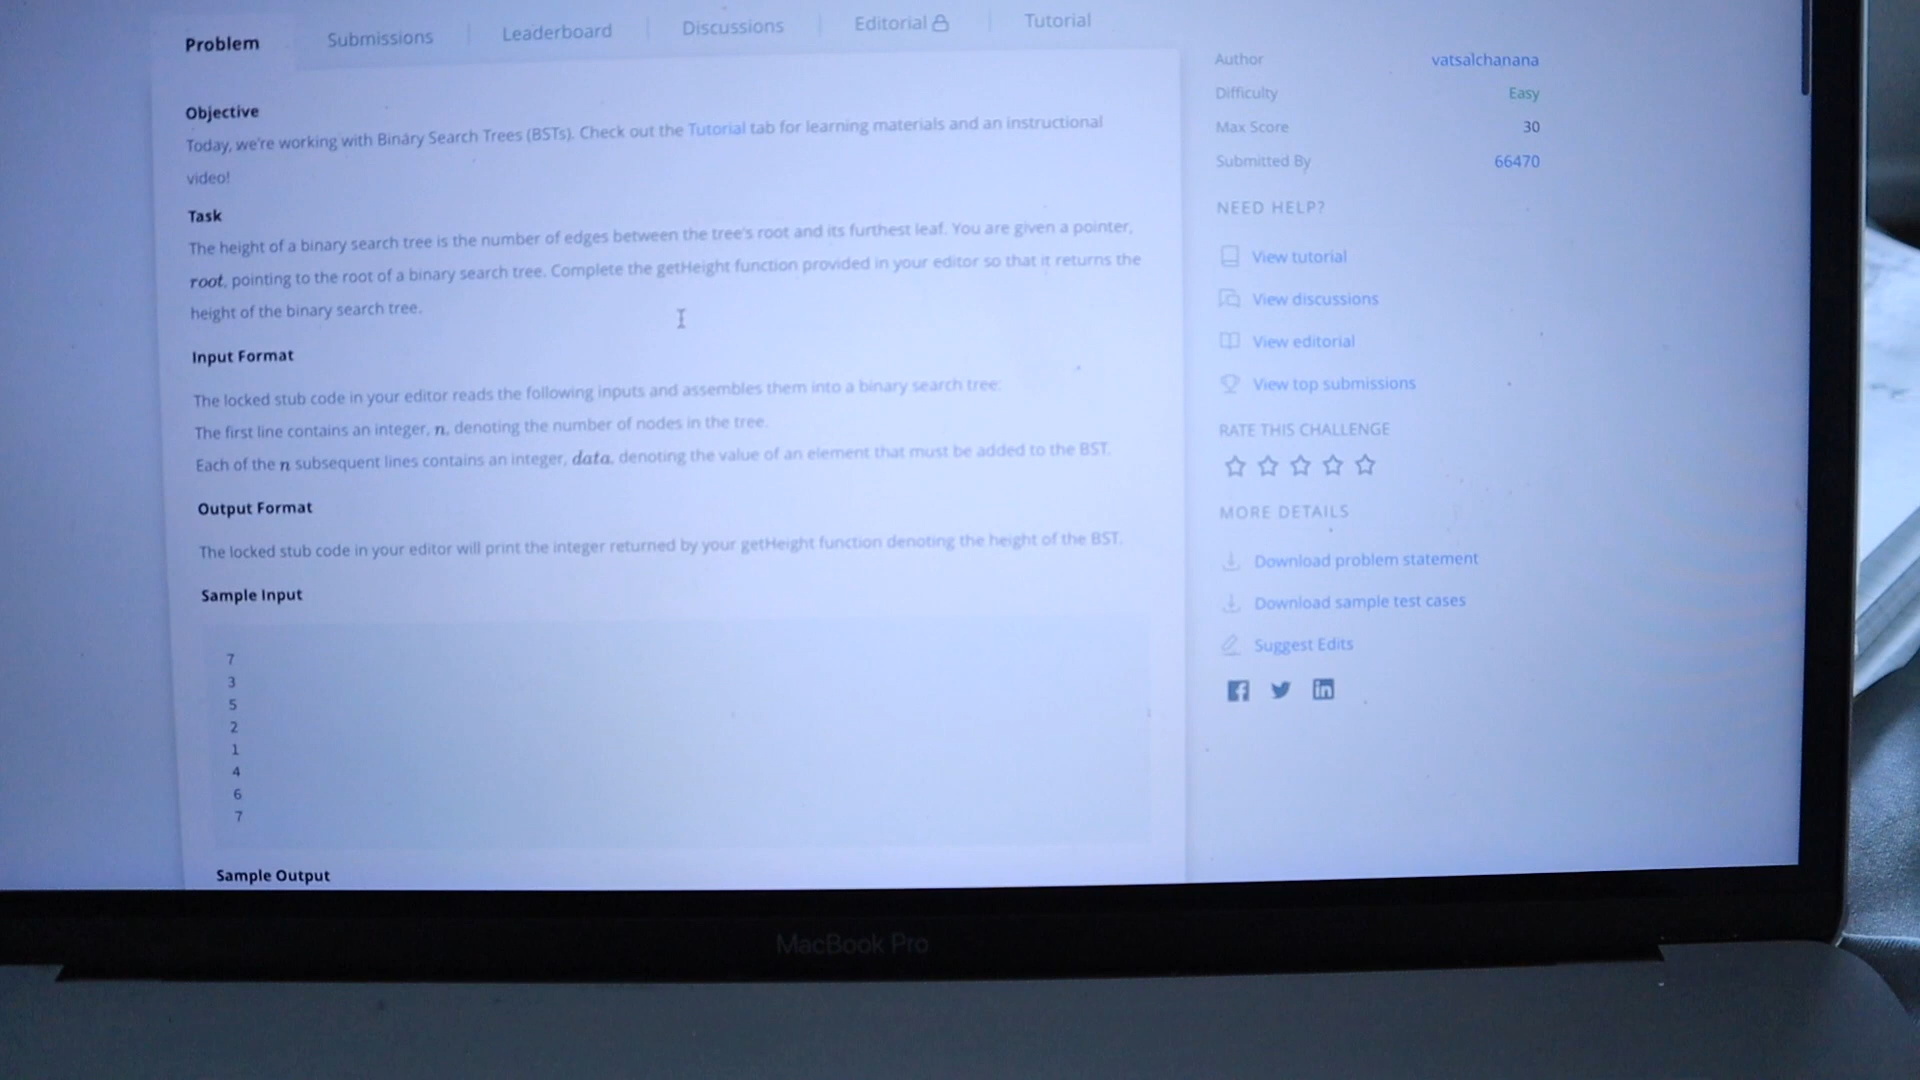 Problem
Submissions
Leaderboard
Discussions
Editorial
Tutorial
Objective
Today, we're working with Binary Search Trees (BSTs). Check out the Tutorial tab for learning materials and an instructional
video!
Task
The height of a binary search tree is the number of edges between the tree's root and its furthest leaf. You are given a pointer,
root, pointing to the root of a binary search tree. Complete the getHeight function provided in your editor so that it returns the
height of the binary search tree.
Input Format
The locked stub code in your editor reads the following inputs and assembles them into a binary search tree:
The first line contains an integer, n, denoting the number of nodes in the tree.
Each of the n subsequent lines contains an integer, data, denoting the value of an element that must be added to the BST.
Output Format
The locked stub code in your editor will print the integer returned by your getHeight function denoting the height of the BST.
Sample Input
7
3
5
2
1
4
6
7
Sample Output
Author vatsalchanana
Difficulty Easy
Max Score 30
Submitted By 66470
NEED HELP?
View tutorial
View discussions
View editorial
View top submissions
RATE THIS CHALLENGE
MORE DETAILS
Download problem statement
Download sample test cases
Suggest Edits
MacBook Pro